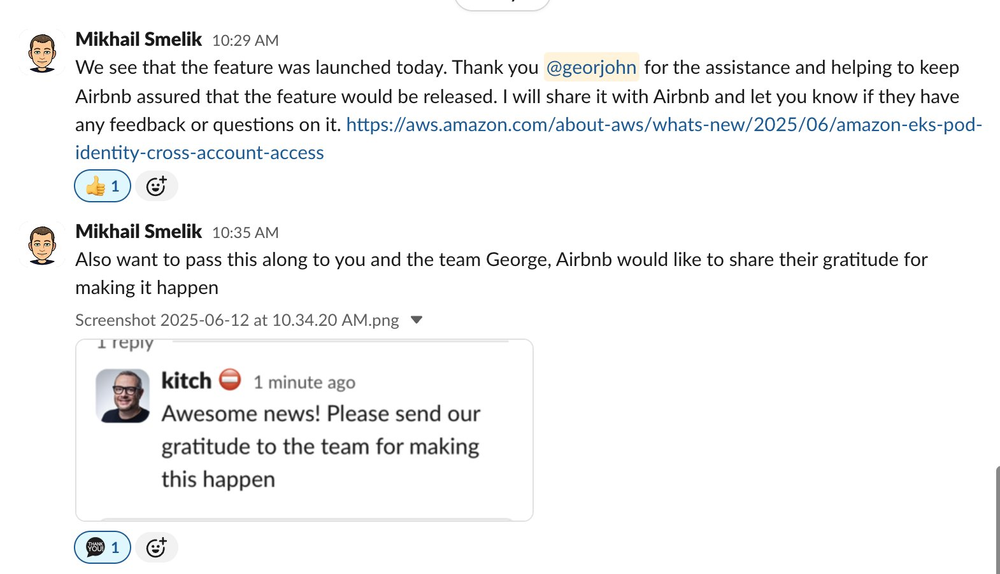 Mikhail Smelik 10:29 AM
We see that the feature was launched today. Thank you @georjohn for the assistance and helping to keep
Airbnb assured that the feature would be released. I will share it with Airbnb and let you know if they have
any feedback or questions on it. https://aws.amazon.com/about-aws/whats-new/2025/06/amazon-eks-pod-
identity-cross-account-access
1
Mikhail Smelik 10:35 AM
Also want to pass this along to you and the team George, Airbnb would like to share their gratitude for
making it happen
Screenshot 2025-06-12 at 10.34.20 AM.png
1 reply
kitch 1 minute ago
Awesome news! Please send our
gratitude to the team for making
this happen
THANK YOU! 1